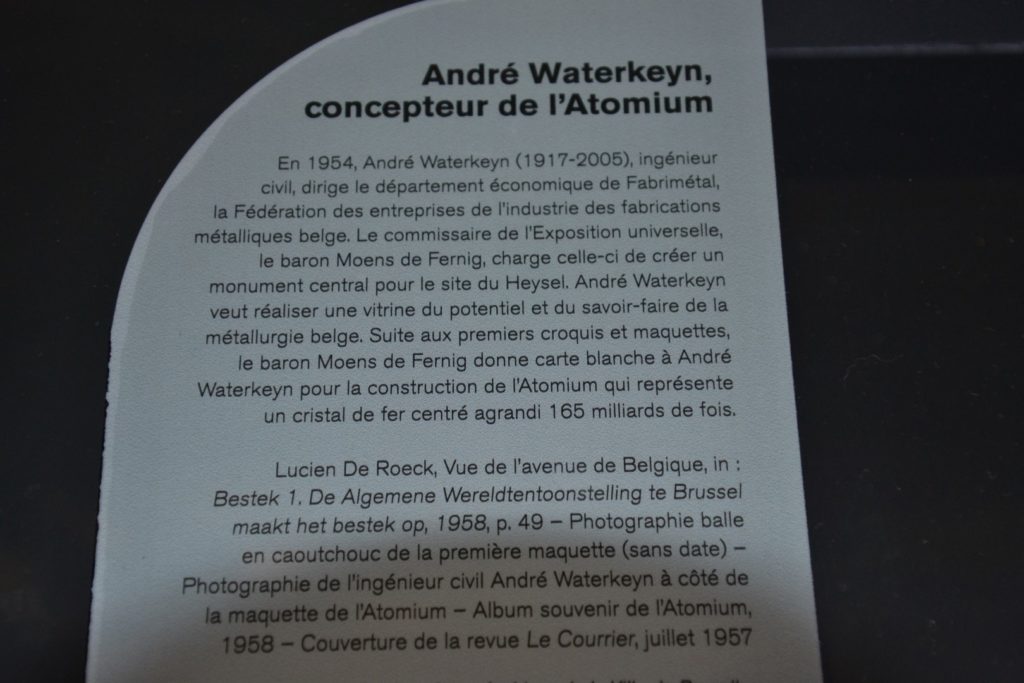 André Waterkeyn,
concepteur de l'Atomium
En 1954, André Waterkeyn (1917-2005), ingénieur
civil, dirige le département économique de Fabrimétal,
la Fédération des entreprises de l'industrie des fabrications
métalliques belge. Le commissaire de l'Exposition universelle,
le baron Moens de Fernig, charge celle-ci de créer un
monument central pour le site du Heysel. André Waterkeyn
veut réaliser une vitrine du potentiel et du savoir-faire de la
métallurgie belge. Suite aux premiers croquis et maquettes,
le baron Moens de Fernig donne carte blanche à André
Waterkeyn pour la construction de l'Atomium qui représente
un cristal de fer centré agrandi 165 milliards de fois.
Lucien De Roeck, Vue de l'avenue de Belgique, in :
Bestek 1. De Algemene Wereldtentoonstelling te Brussel
maakt het bestek op, 1958, p. 49 – Photographie balle
en caoutchouc de la première maquette (sans date) –
Photographie de l'ingénieur civil André Waterkeyn à côté de
la maquette de l'Atomium – Album souvenir de l'Atomium,
1958 – Couverture de la revue Le Courrier, juillet 1957